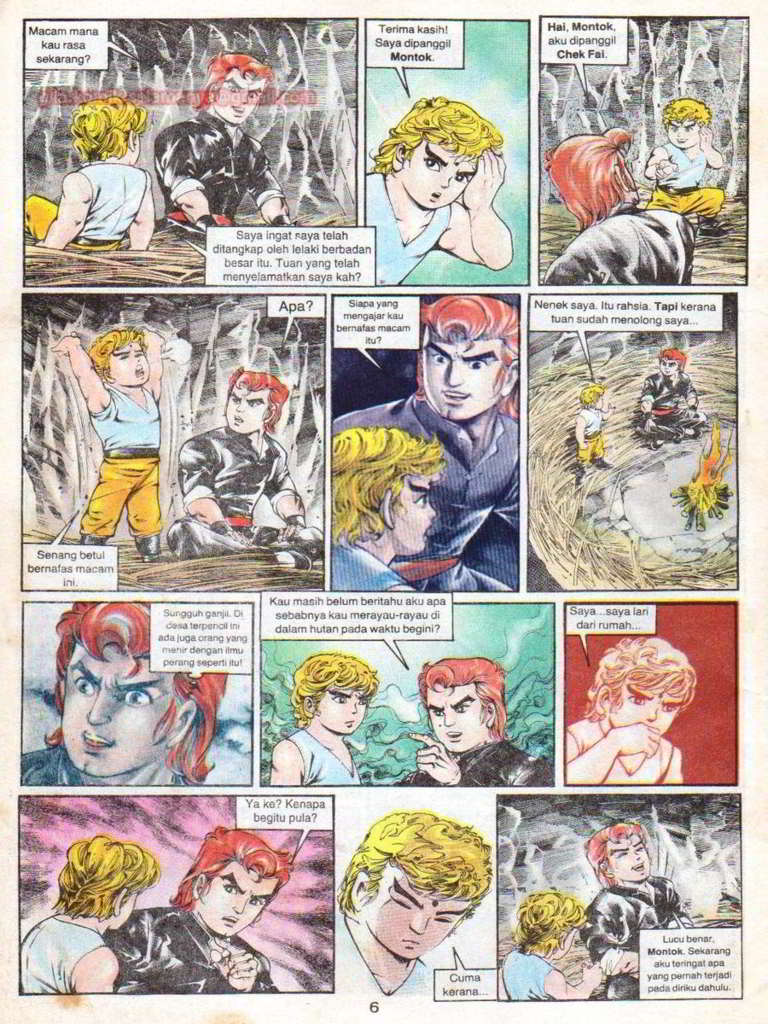 Macam mana
kau rasa
sekarang?
Saya ingat saya telah
ditangkap oleh lelaki berbadan
besar itu. Tuan yang telah
menyelamatkan saya kah?
Terima kasih!
Saya dipanggil
Montok.
Hai, Montok,
aku dipanggil
Chek Fai.
Apa?
Senang betul
bernafas macam
ini.
Siapa yang
mengajar kau
bernafas macam
itu?
Nenek saya. Itu rahsia. Tapi kerana
tuan sudah menolong saya...
Sungguh ganjil. Di
desa terpencil ini
ada juga orang yang
mahir dengan ilmu
perang seperti itu!
Kau masih belum beritahu aku apa
sebabnya kau merayau-rayau di
dalam hutan pada waktu begini?
Saya...saya lari
dari rumah...
Ya ke? Kenapa
begitu pula?
Cuma
kerana...
Lucu benar,
Montok. Sekarang
aku teringat apa
yang pernah terjadi
pada diriku dahulu.
6